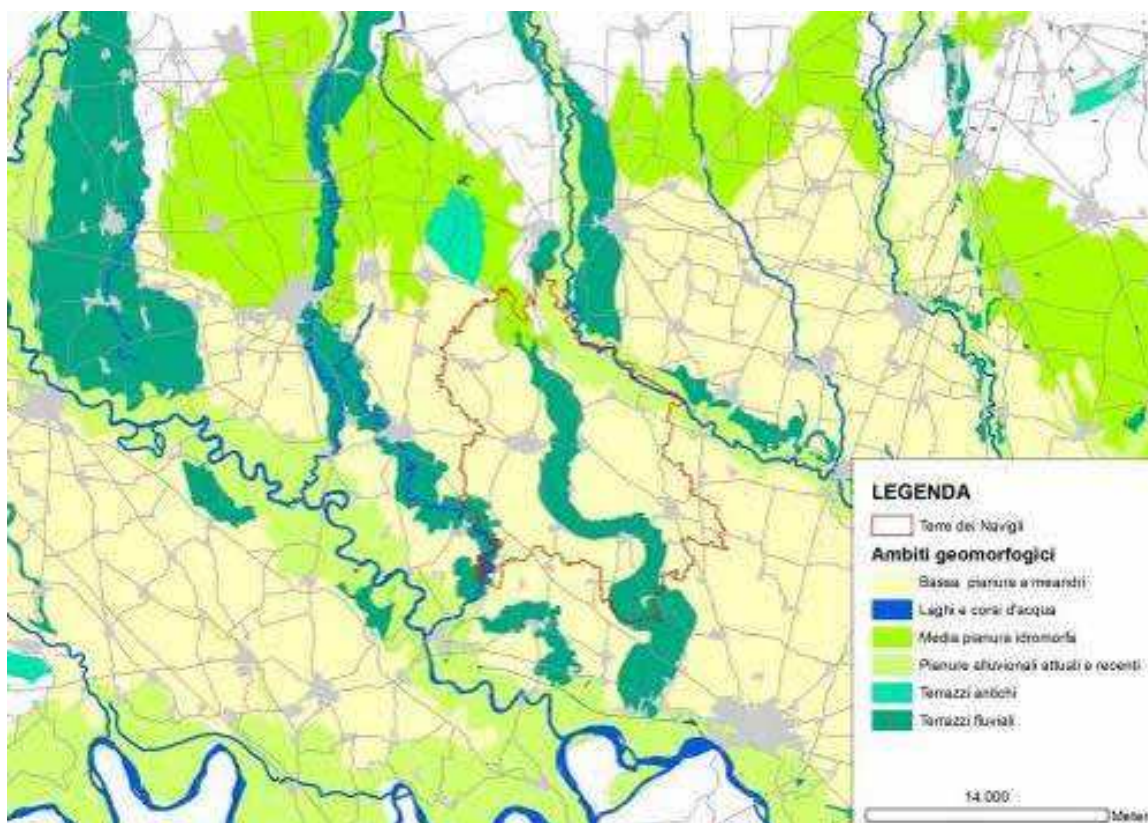 LEGENDA
Terre dei Navigli
Ambiti geomorfogici
Bassa pianura a meandri
Laghi e corsi d'acqua
Media pianura idromorfa
Pianure alluvionali attuali e recenti
Terrazzi antichi
Terrazzi fluviali
14.000
Mete